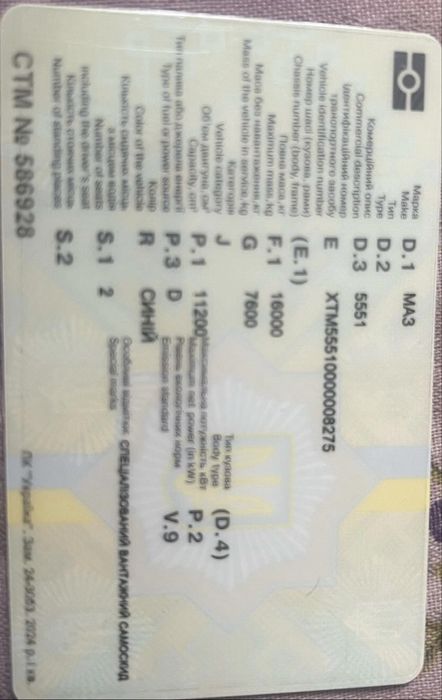 Марка
Make D.1 МАЗ
Тип
Type D.2
Комерційний опис
Commercial description D.3 5551
Ідентифікаційний номер
транспортного засобу
Vehicle identification number E XTM55510000008275
Номер шасі (кузова, рами)
Chassis number (body, frame) (E.1)
Повна маса, кг
Maximum mass, kg F.1 16000
Маса без навантаження, кг
Mass of the vehicle in service, kg G 7600
Категорія
Vehicle category J
Тип кузова
Body type (D.4)
Об'єм двигуна, см³
Capacity, cm³ P.1 11200
Максимальна потужність кВт
Maximum net power (in kW) P.2
Тип палива або джерела енергії
Type of fuel or power source P.3 D
Рівень екологічних норм
Emission standard V.9
Колір
Color of the vehicle R СИНІЙ
Кількість сидячих місць
з місцем водія
Number of seats
including the driver's seat S.1 2
Кількість стоячих місць
Number of standing places S.2
Особливі відмітки
Special marks СПЕЦІАЛІЗОВАНИЙ ВАНТАЖНИЙ САМОСКИД
СТМ № 586928
ПК "Україна". Зам. 24-3063. 2024 р. І кв.